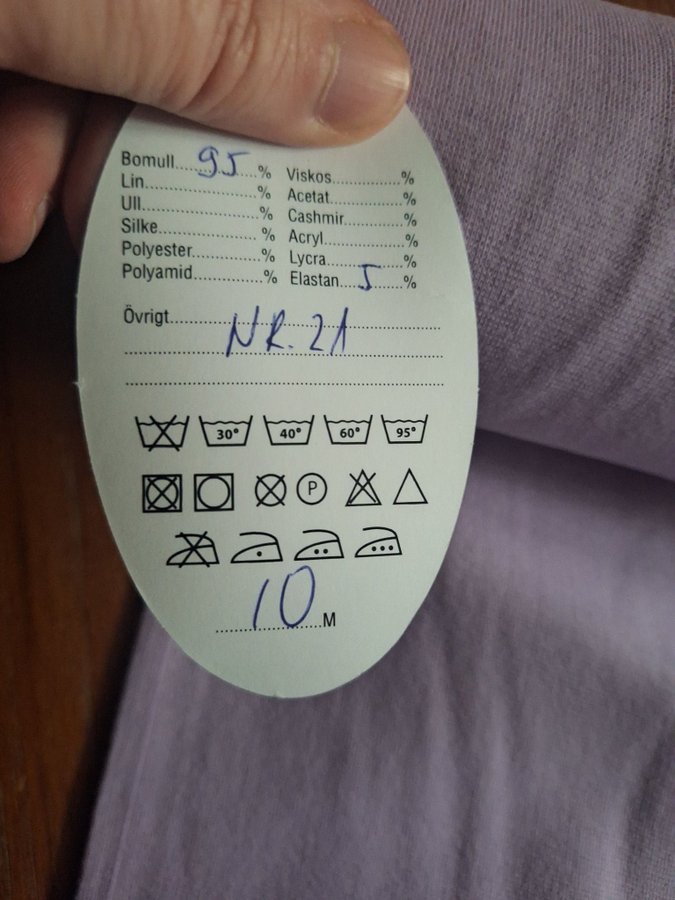 Bomull......95....% Viskos..............%
Lin.....................% Acetat..............%
Ull......................% Cashmir............%
Silke...................% Acryl................%
Polyester............% Lycra................%
Polyamid.............% Elastan....5........%
Övrigt..........................................
NR. 21
30° 40° 60° 95°
P
10
......................M